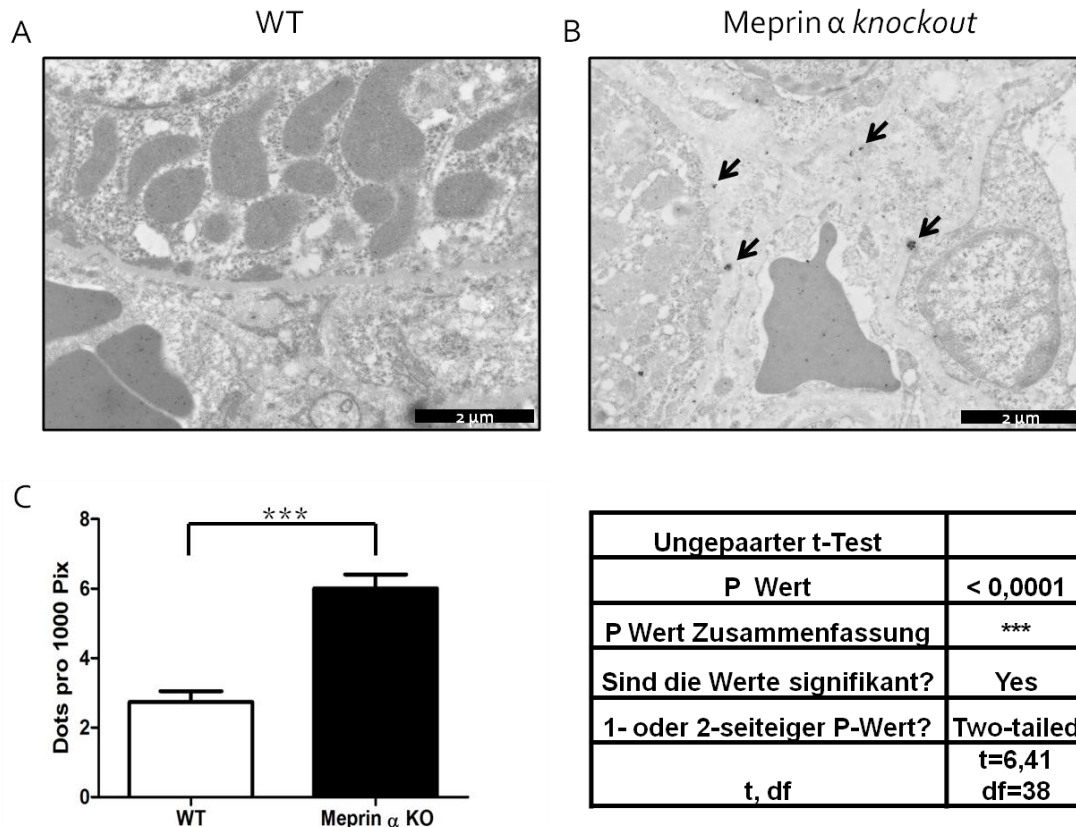 A
WT
B
Meprin α knockout
2 µm
2 µm
C
8
6
4
2
0
Dots pro 1000 Pix
***
WT
Meprin α KO
Ungepaarter t-Test
P Wert
< 0,0001
P Wert Zusammenfassung
***
Sind die Werte signifikant?
Yes
1- oder 2-seiteiger P-Wert?
Two-tailed
t, df
t=6,41
df=38